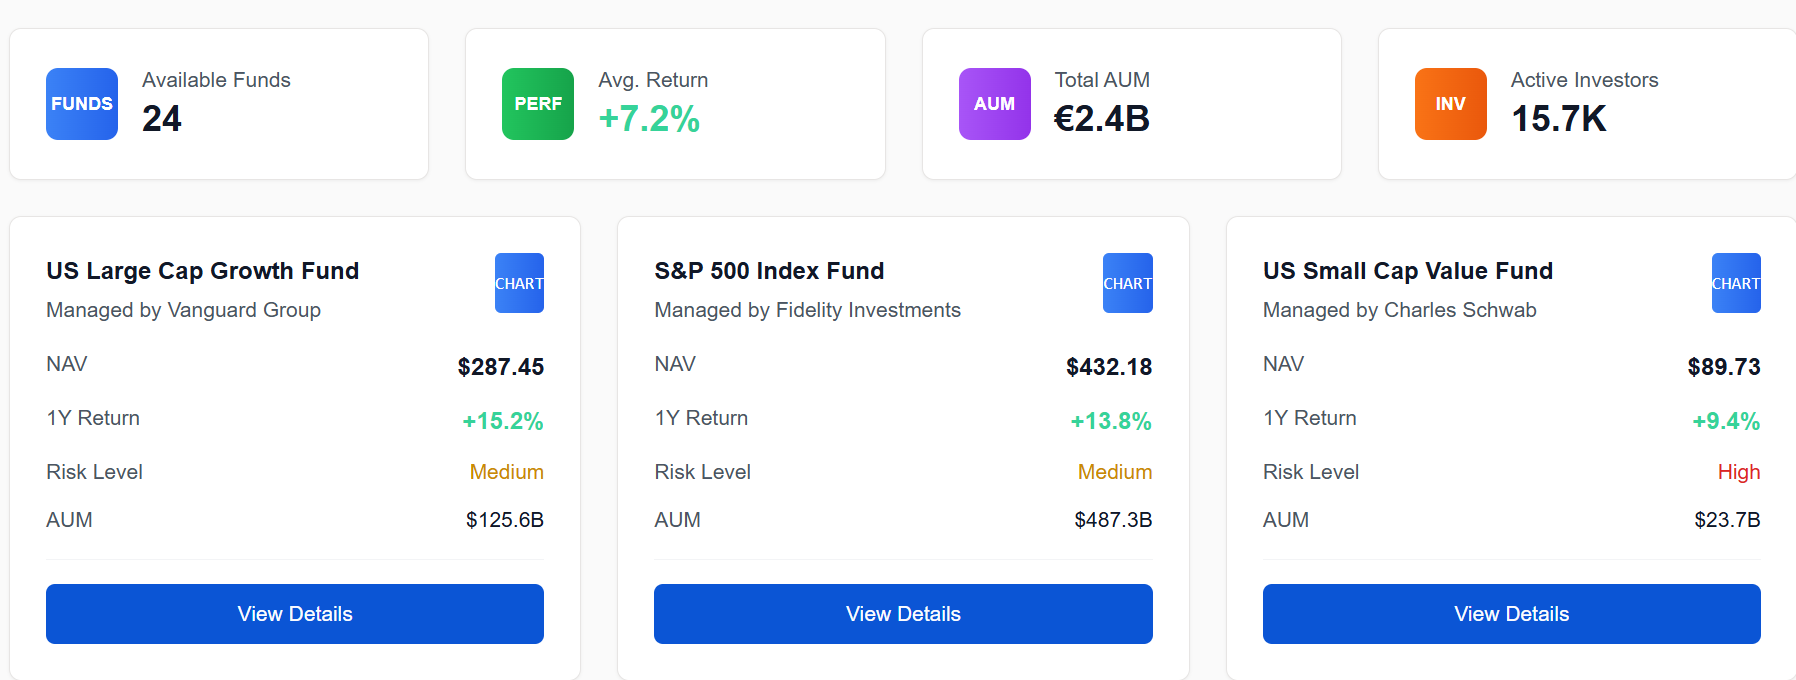 FUNDS
Available Funds
24
PERF
Avg. Return
+7.2%
AUM
Total AUM
€2.4B
INV
Active Investors
15.7K
US Large Cap Growth Fund
Managed by Vanguard Group
CHART
NAV $287.45
1Y Return +15.2%
Risk Level Medium
AUM $125.6B
View Details
S&P 500 Index Fund
Managed by Fidelity Investments
CHART
NAV $432.18
1Y Return +13.8%
Risk Level Medium
AUM $487.3B
View Details
US Small Cap Value Fund
Managed by Charles Schwab
CHART
NAV $89.73
1Y Return +9.4%
Risk Level High
AUM $23.7B
View Details